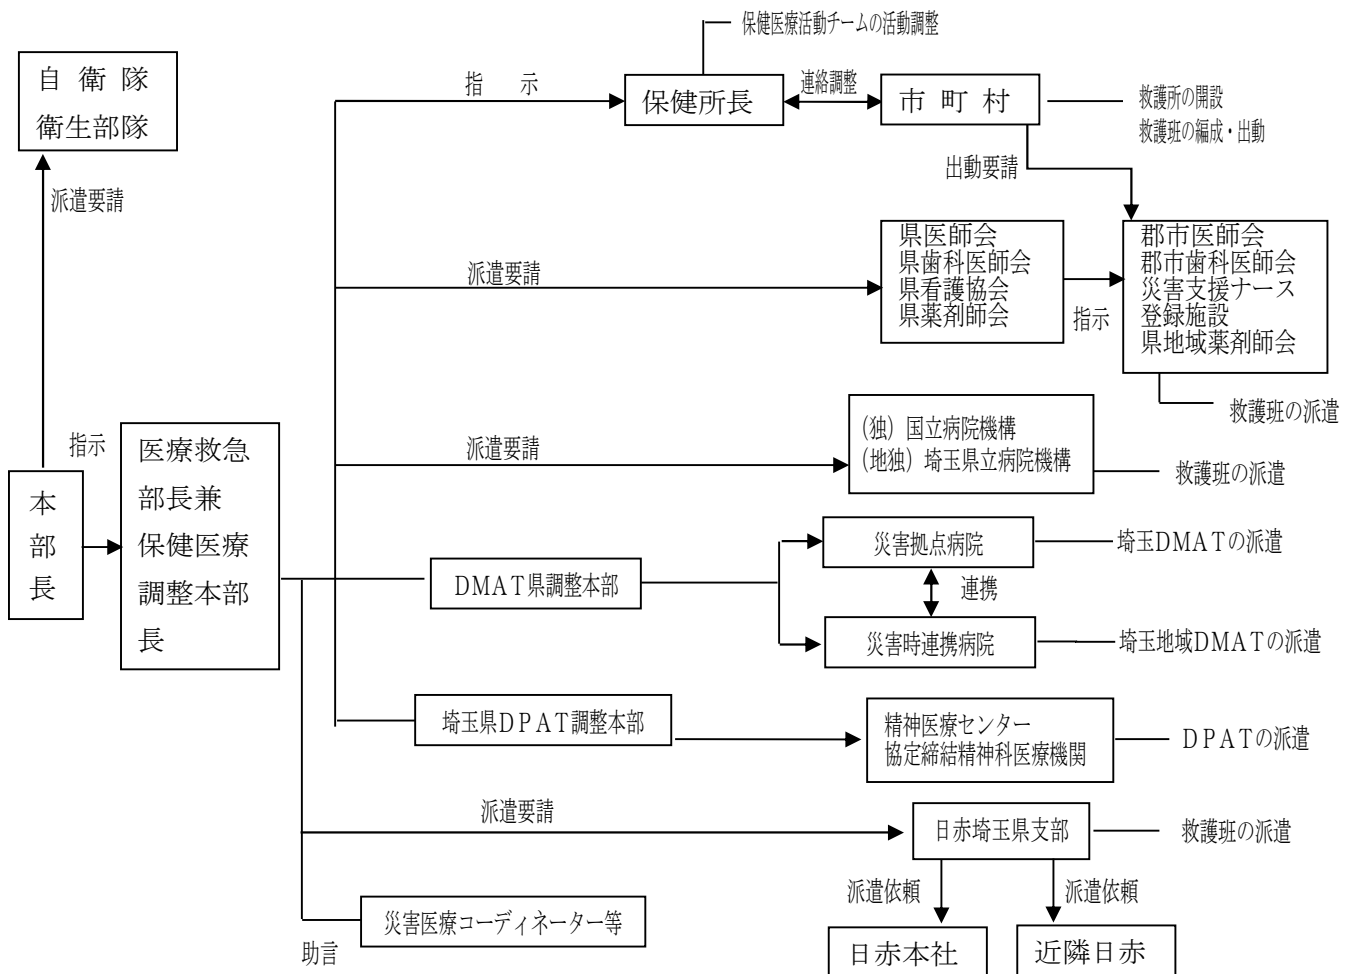 保健医療活動チームの活動調整
自 衛 隊
衛生部隊
派遣要請
指 示
保健所長
連絡調整
市 町 村
救護所の開設
救護班の編成・出動
出動要請
派遣要請
県医師会
県歯科医師会
県看護協会
県薬剤師会
指示
郡市医師会
郡市歯科医師会
災害支援ナース
登録施設
県地域薬剤師会
救護班の派遣
指示
本
部
長
医療救急
部長兼
保健医療
調整本部
長
派遣要請
(独)国立病院機構
(地独)埼玉県立病院機構
救護班の派遣
DMAT県調整本部
災害拠点病院
埼玉DMATの派遣
連携
災害時連携病院
埼玉地域DMATの派遣
埼玉県DPAT調整本部
精神医療センター
協定締結精神科医療機関
DPATの派遣
派遣要請
日赤埼玉県支部
救護班の派遣
派遣依頼
派遣依頼
災害医療コーディネーター等
助言
日赤本社
近隣日赤